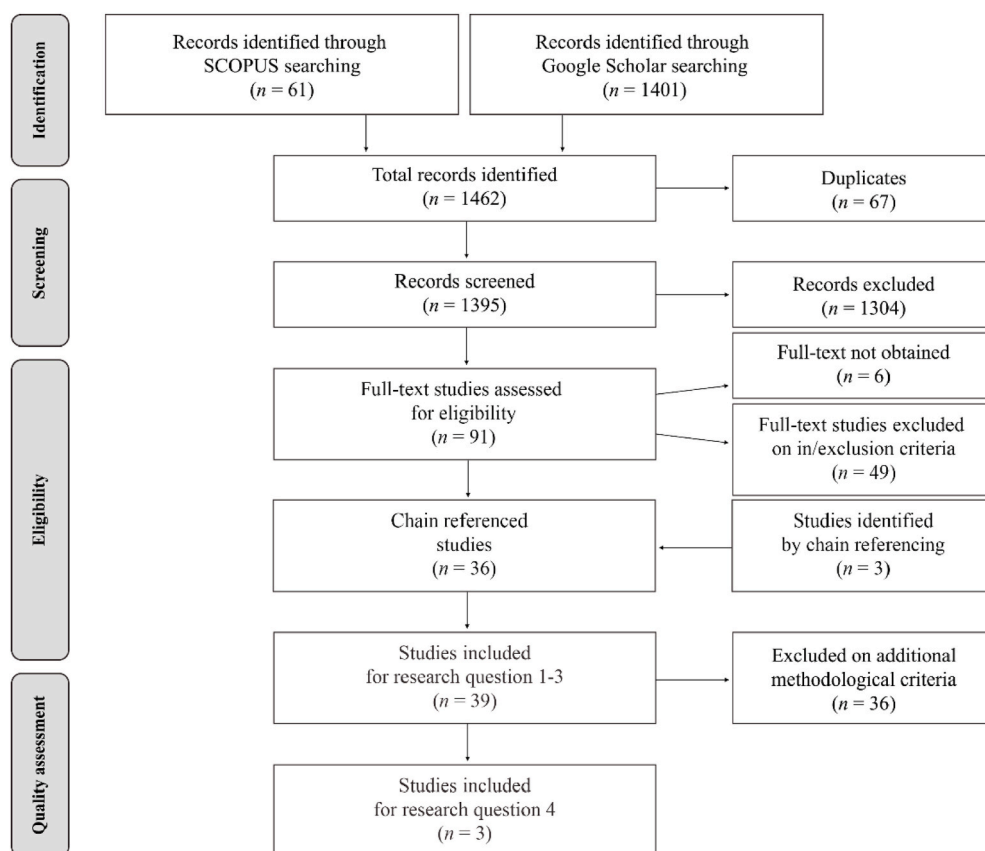 Identification
Records identified through
SCOPUS searching
(n = 61)
Records identified through
Google Scholar searching
(n = 1401)
Total records identified
(n = 1462)
Duplicates
(n = 67)
Screening
Records screened
(n = 1395)
Records excluded
(n = 1304)
Eligibility
Full-text studies assessed
for eligibility
(n = 91)
Full-text not obtained
(n = 6)
Full-text studies excluded
on in/exclusion criteria
(n = 49)
Chain referenced
studies
(n = 36)
Studies identified
by chain referencing
(n = 3)
Studies included
for research question 1-3
(n = 39)
Excluded on additional
methodological criteria
(n = 36)
Quality assessment
Studies included
for research question 4
(n = 3)